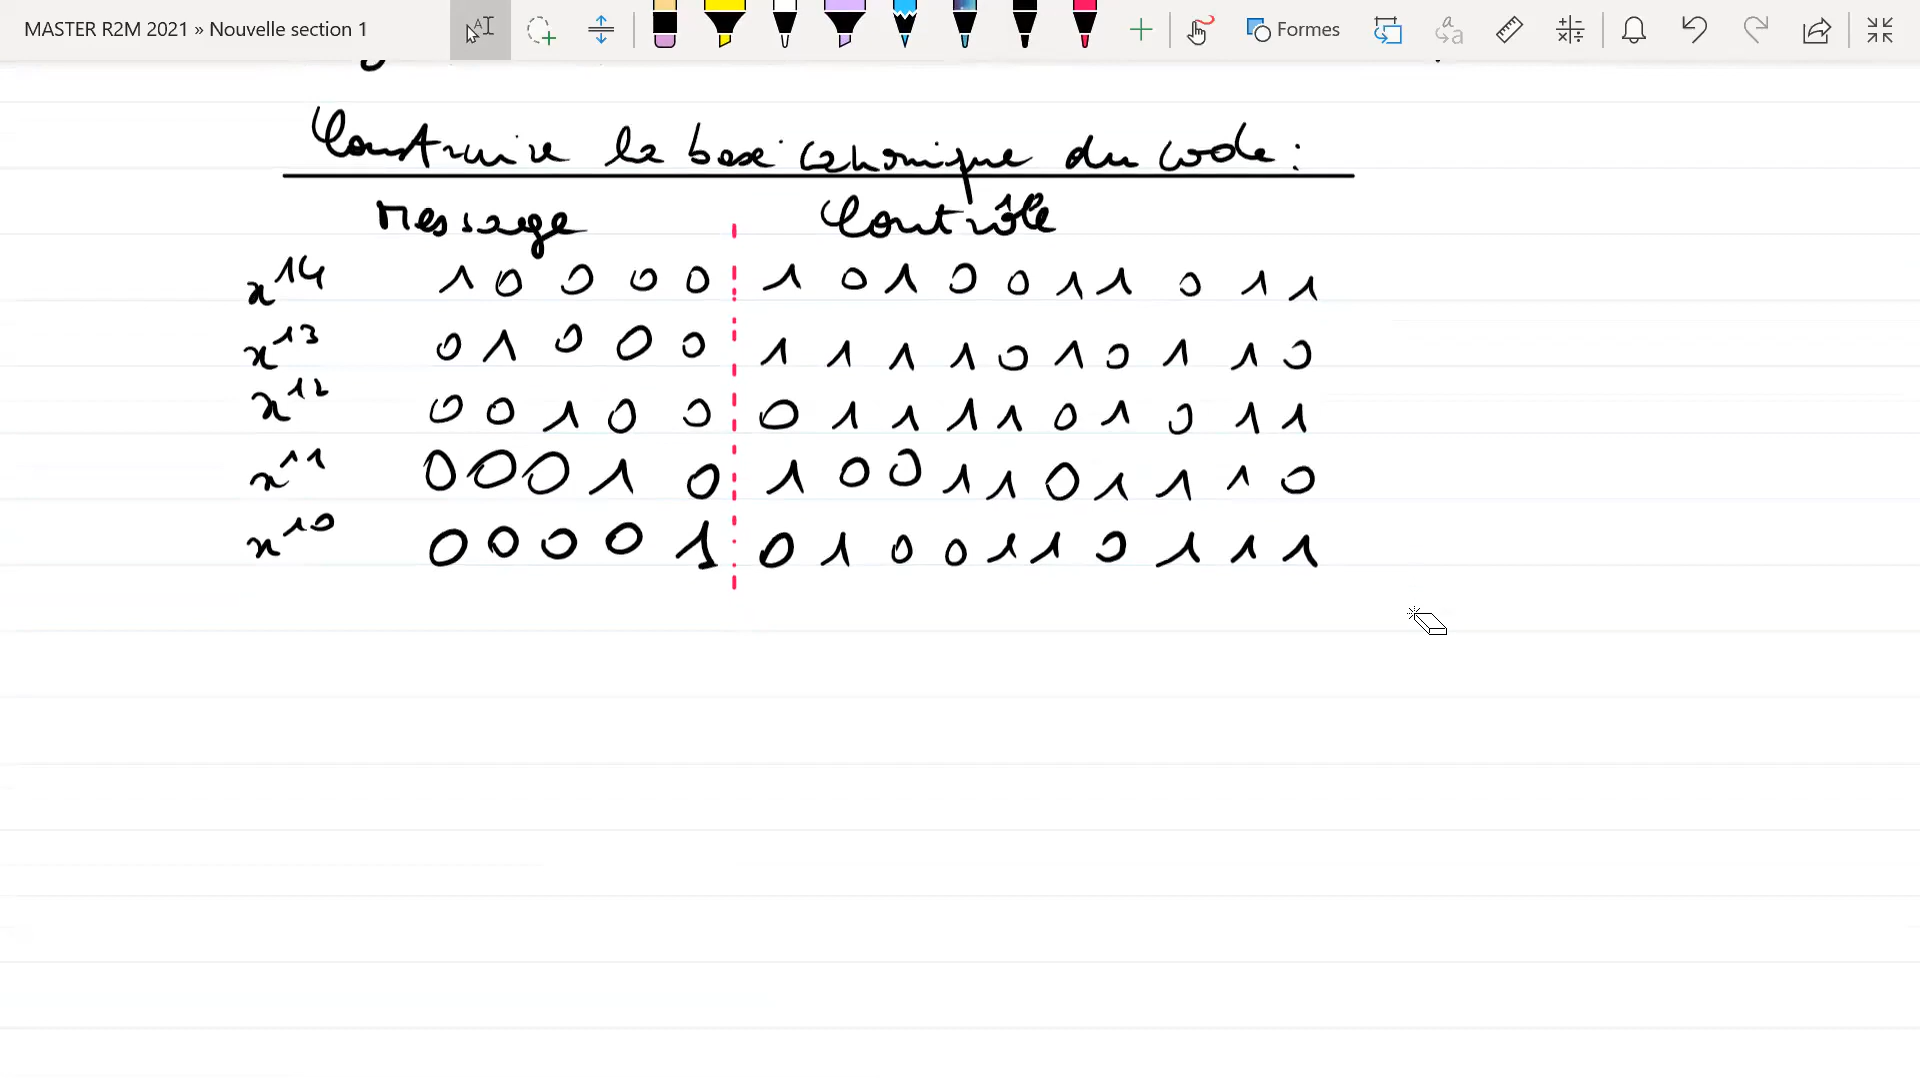 MASTER R2M 2021 » Nouvelle section 1
Formes
Construire la base canonique du code :
Message Contrôle
x^14 1 0 0 0 0 1 0 1 0 0 1 1 0 1 1
x^13 0 1 0 0 0 1 1 1 1 0 1 0 1 1 0
x^12 0 0 1 0 0 0 1 1 1 1 0 1 0 1 1
x^11 0 0 0 1 0 1 0 0 1 1 0 1 1 1 0
x^10 0 0 0 0 1 0 1 0 0 1 1 0 1 1 1